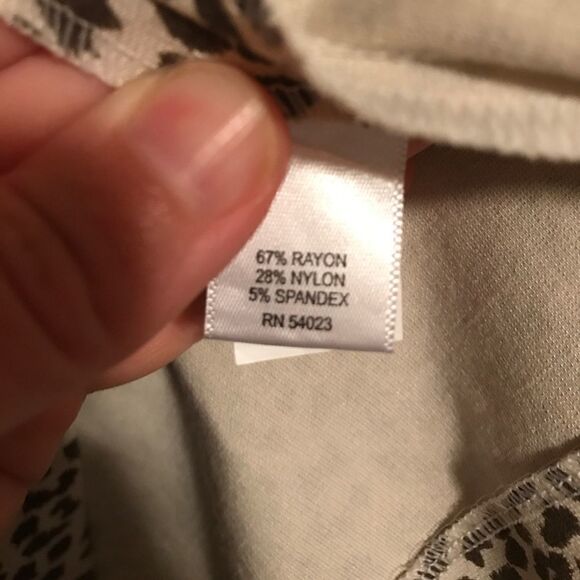 67% RAYON
28% NYLON
5% SPANDEX
RN 54023